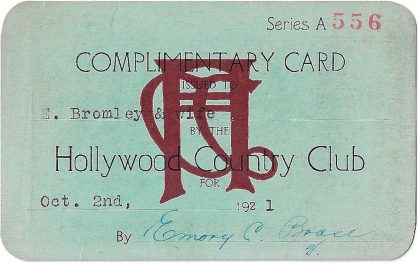 Series A 556
COMPLIMENTARY CARD
ISSUED TO
E. Bromley & wife
BY THE
Hollywood Country Club
FOR
Oct. 2nd, 1921
By Emory C.